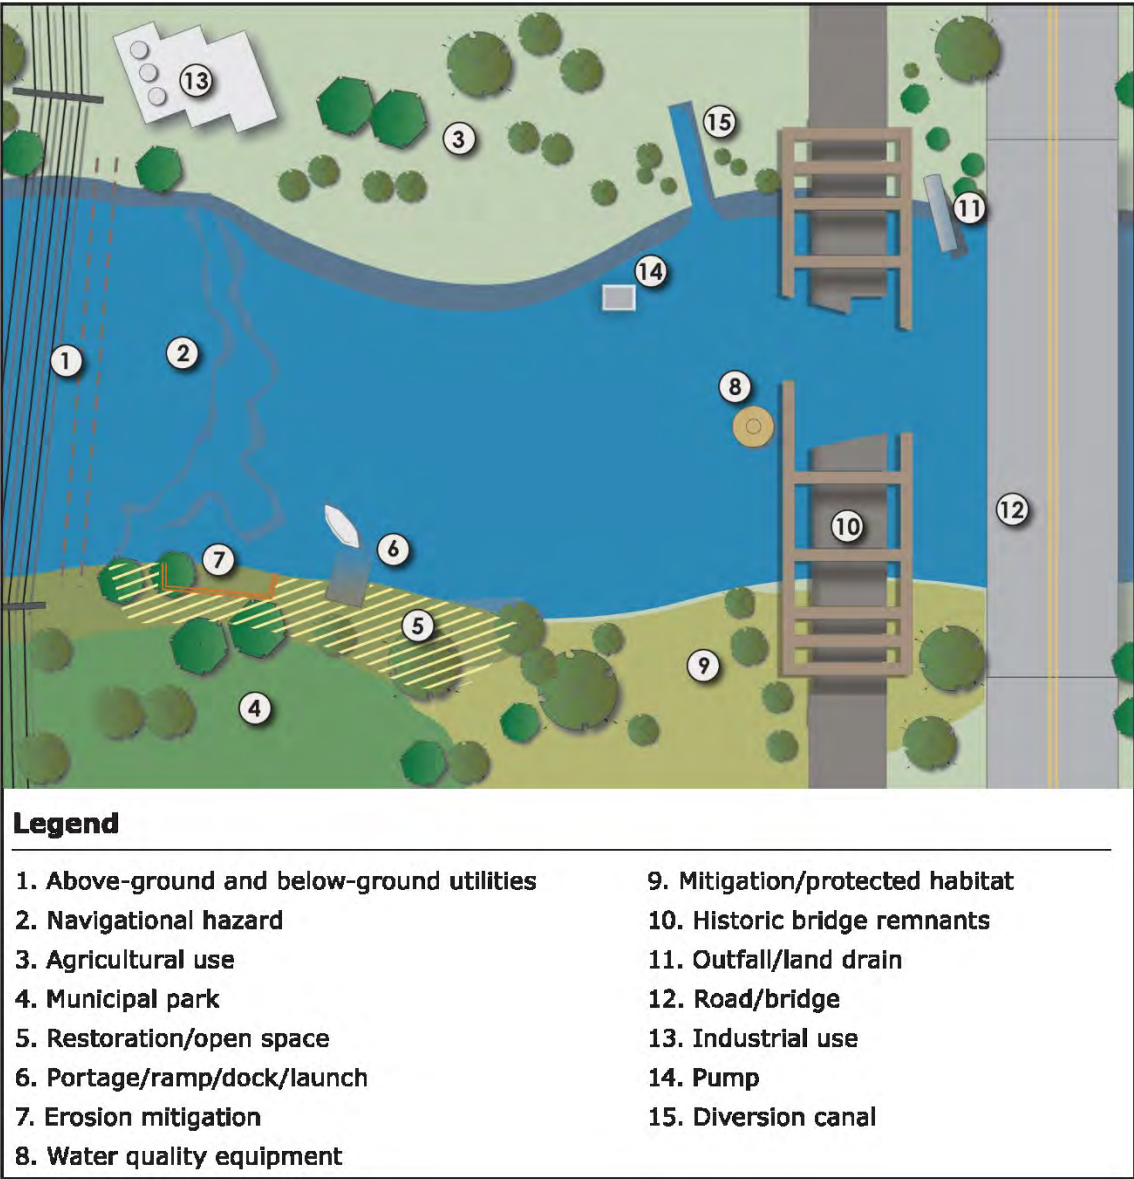 13
15
3
11
14
1
2
8
12
10
6
7
5
9
4
Legend
1. Above-ground and below-ground utilities
2. Navigational hazard
3. Agricultural use
4. Municipal park
5. Restoration/open space
6. Portage/ramp/dock/launch
7. Erosion mitigation
8. Water quality equipment
9. Mitigation/protected habitat
10. Historic bridge remnants
11. Outfall/land drain
12. Road/bridge
13. Industrial use
14. Pump
15. Diversion canal